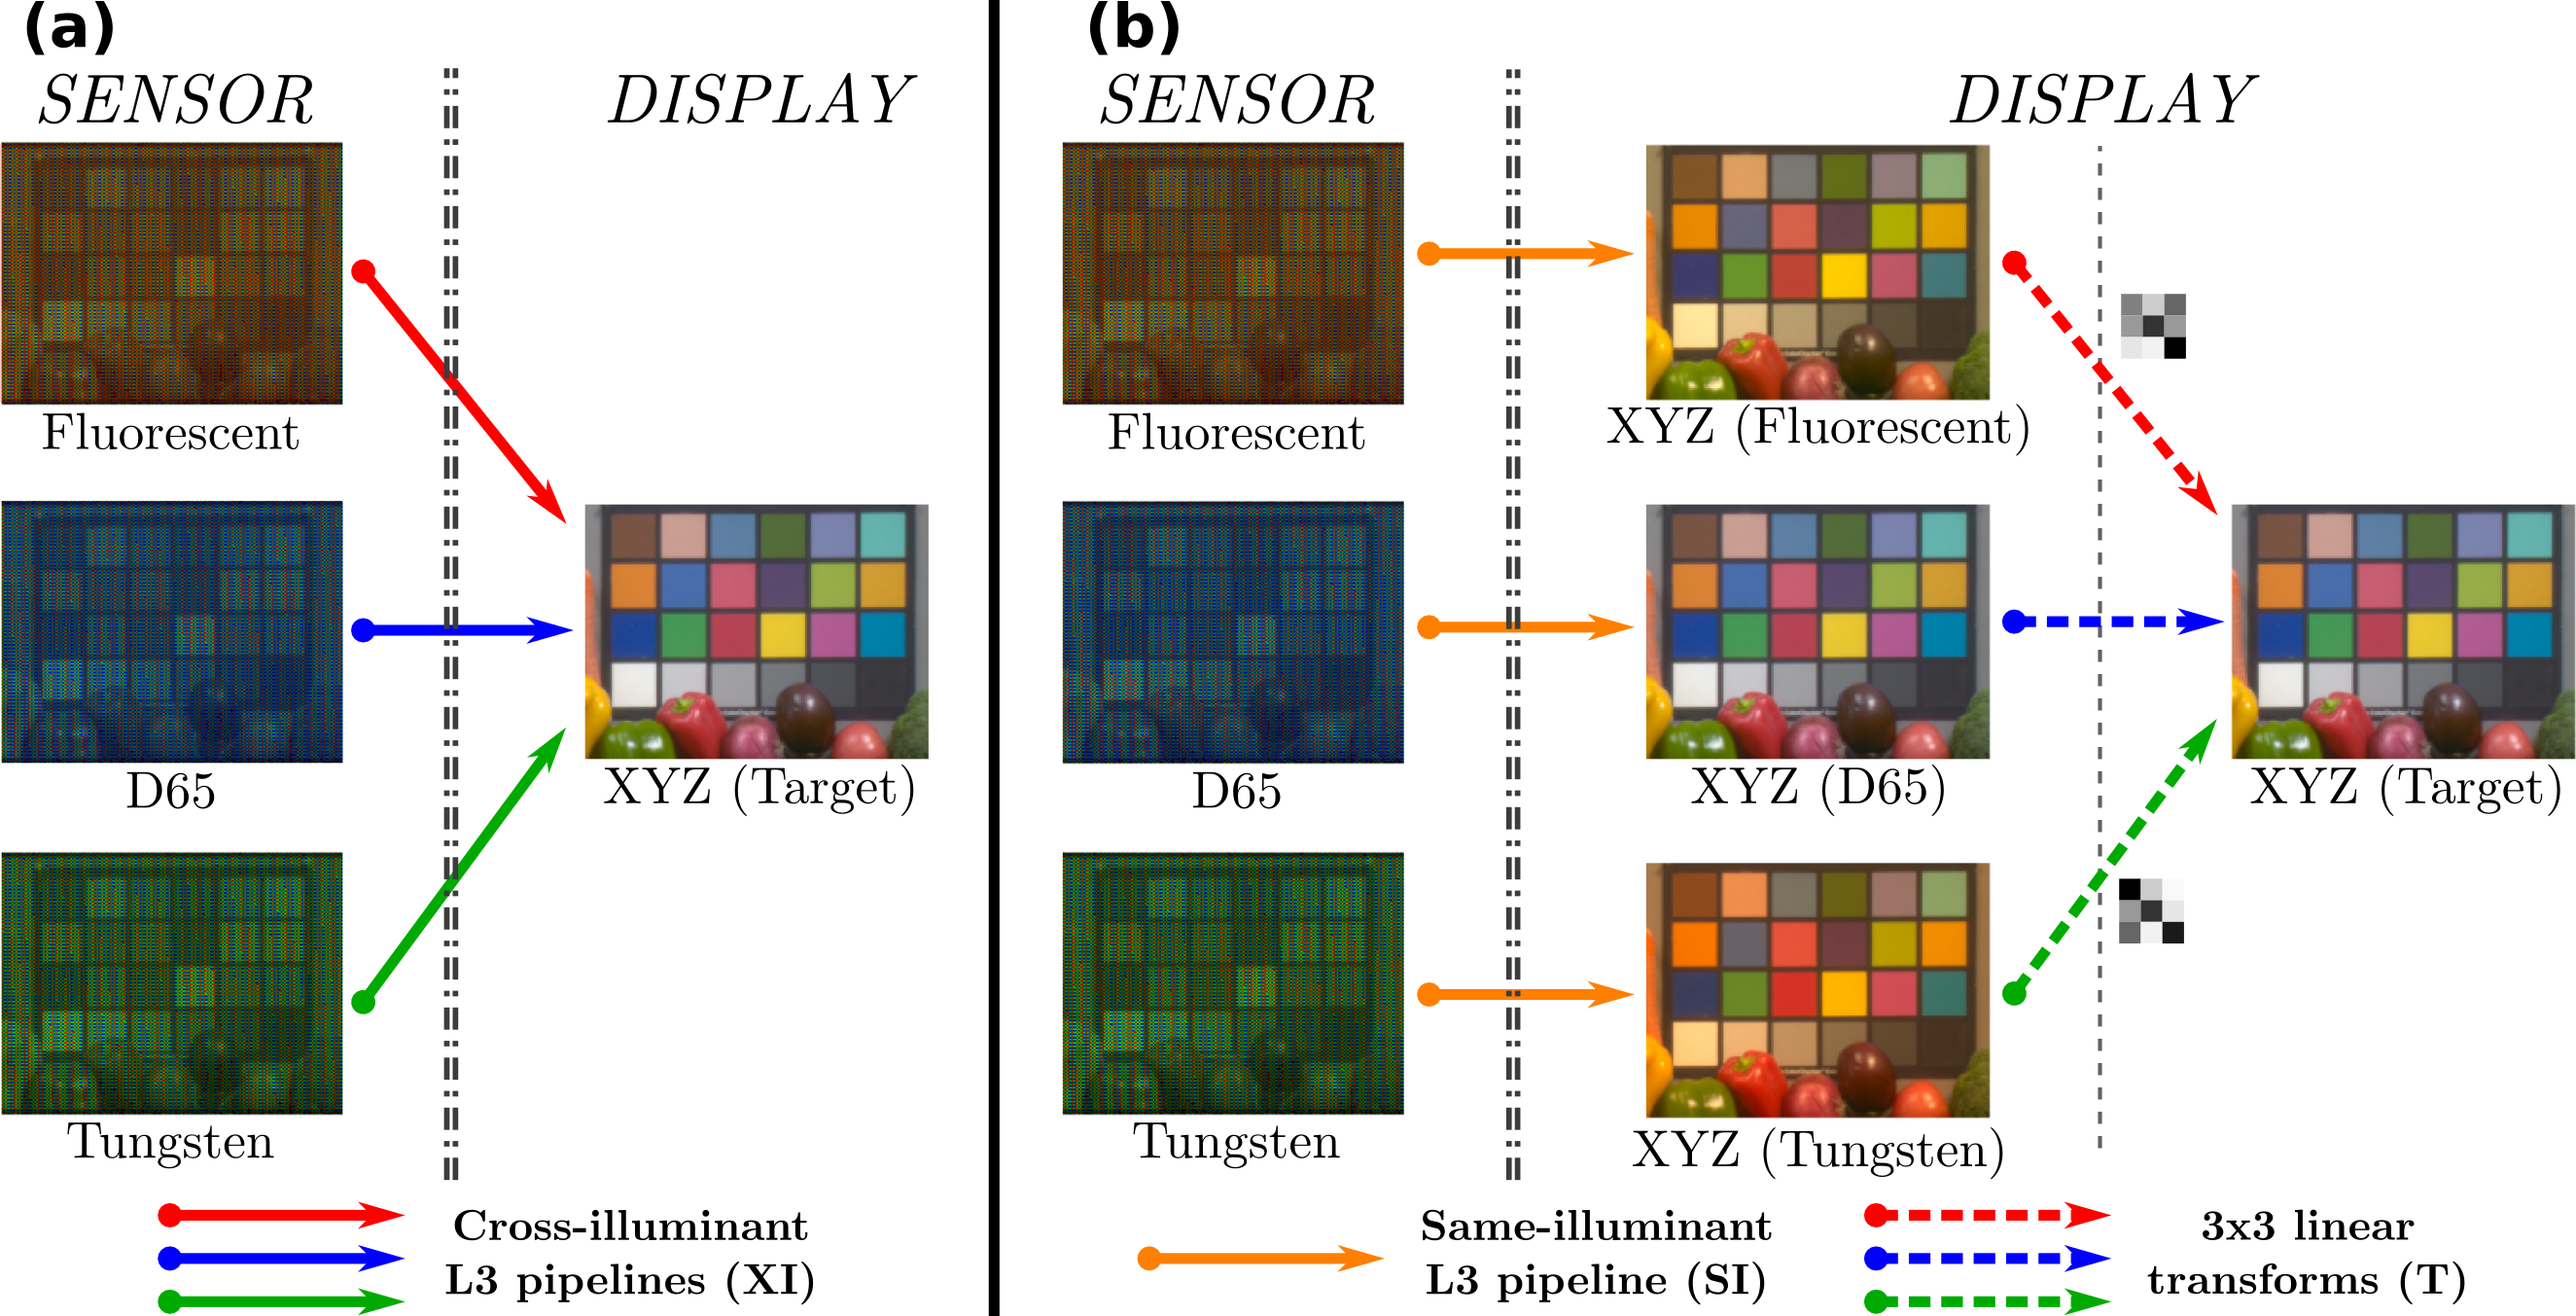 (a)
SENSOR
DISPLAY
Fluorescent
D65
XYZ (Target)
Tungsten
Cross-illuminant
L3 pipelines (XI)
(b)
SENSOR
DISPLAY
Fluorescent
XYZ (Fluorescent)
D65
XYZ (D65)
XYZ (Target)
Tungsten
XYZ (Tungsten)
Same-illuminant
L3 pipeline (SI)
3x3 linear
transforms (T)